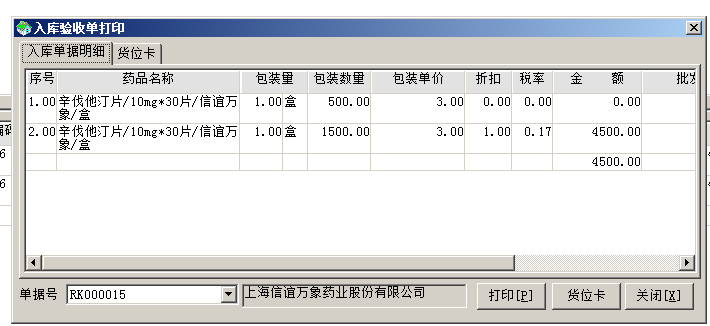 入库验收单打印
入库单据明细 货位卡
序号 药品名称 包装量 包装数量 包装单价 折扣 税率 金 额 批发
1.00 辛伐他汀片/10mg*30片/信谊万象/盒 1.00 盒 500.00 3.00 0.00 0.00 0.00
2.00 辛伐他汀片/10mg*30片/信谊万象/盒 1.00 盒 1500.00 3.00 1.00 0.17 4500.00
4500.00
单据号 RK000015 上海信谊万象药业股份有限公司 打印[P] 货位卡 关闭[X]
6
6